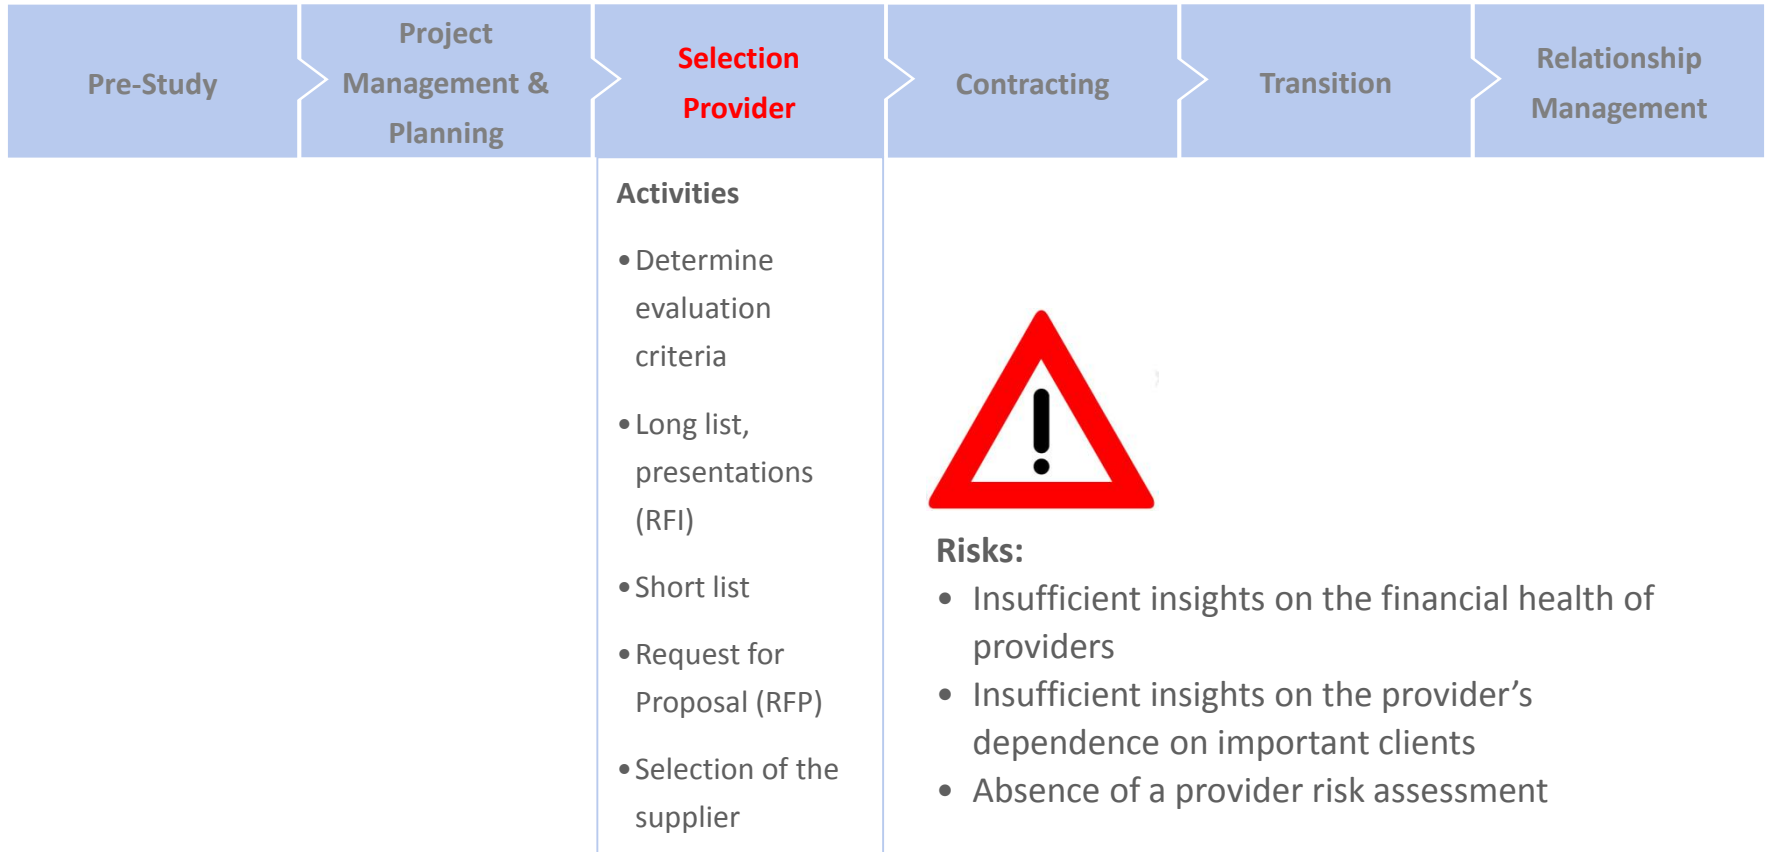 Pre-Study
Project
Management &
Planning
Selection
Provider
Contracting
Transition
Relationship
Management
Activities
•Determine
evaluation
criteria
•Long list,
presentations
(RFI)
•Short list
•Request for
Proposal (RFP)
•Selection of the
supplier
Risks:
• Insufficient insights on the financial health of
providers
• Insufficient insights on the provider’s
dependence on important clients
• Absence of a provider risk assessment